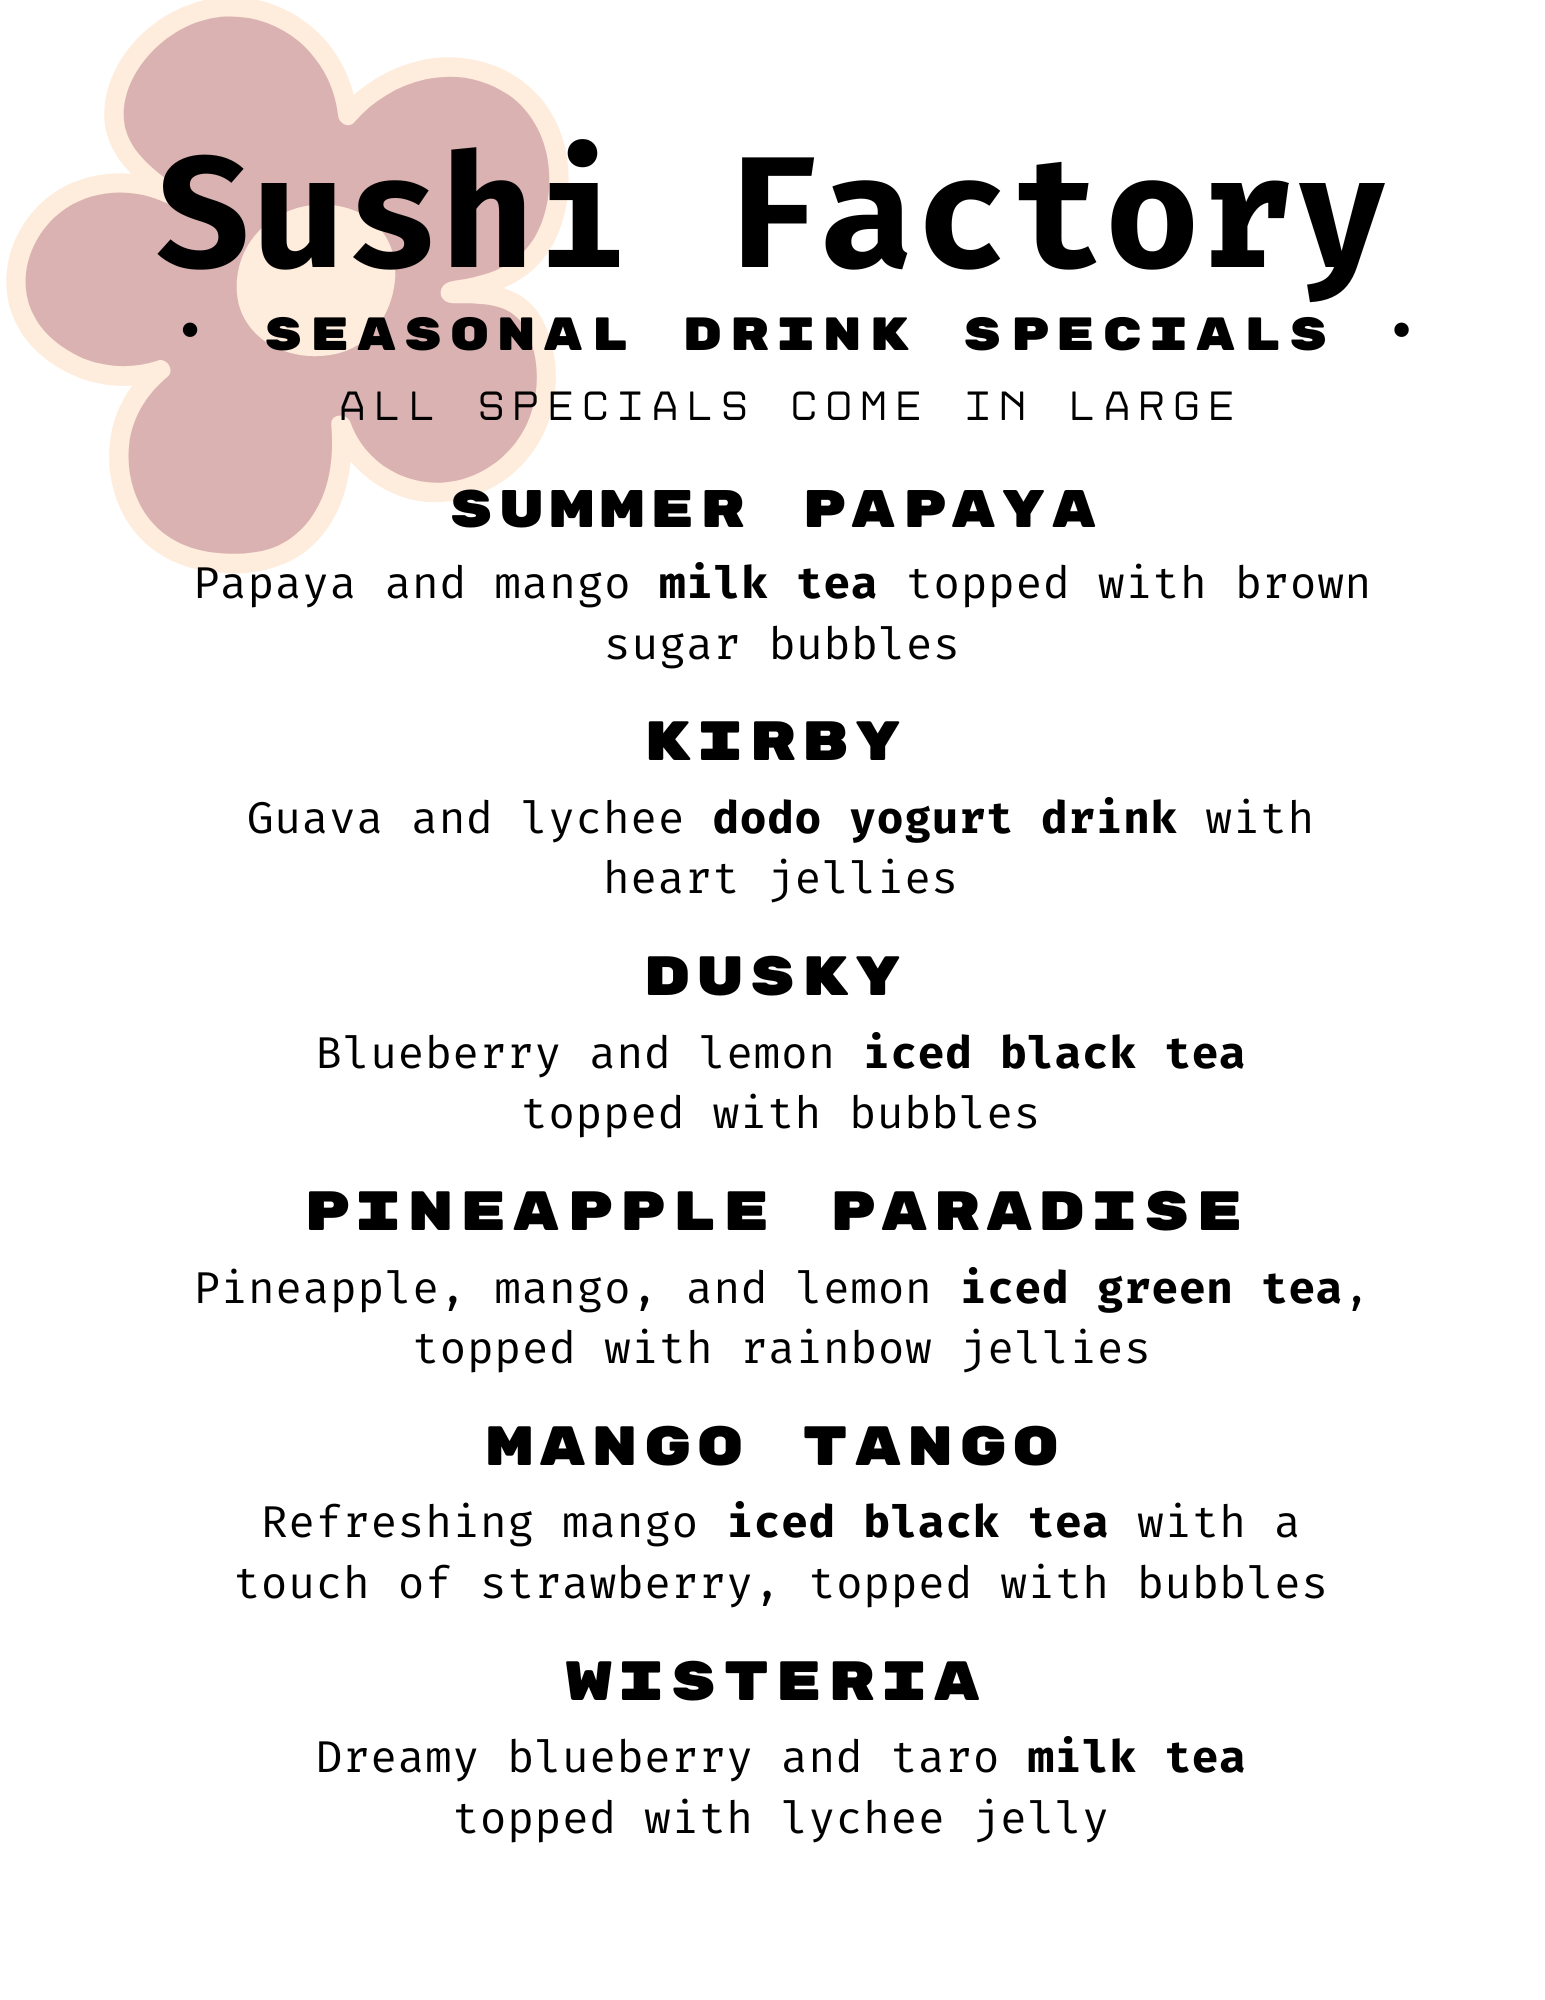 Sushi Factory
• SEASONAL DRINK SPECIALS •
ALL SPECIALS COME IN LARGE
SUMMER PAPAYA
Papaya and mango milk tea topped with brown
sugar bubbles
KIRBY
Guava and lychee dodo yogurt drink with
heart jellies
DUSKY
Blueberry and lemon iced black tea
topped with bubbles
PINEAPPLE PARADISE
Pineapple, mango, and lemon iced green tea,
topped with rainbow jellies
MANGO TANGO
Refreshing mango iced black tea with a
touch of strawberry, topped with bubbles
WISTERIA
Dreamy blueberry and taro milk tea
topped with lychee jelly